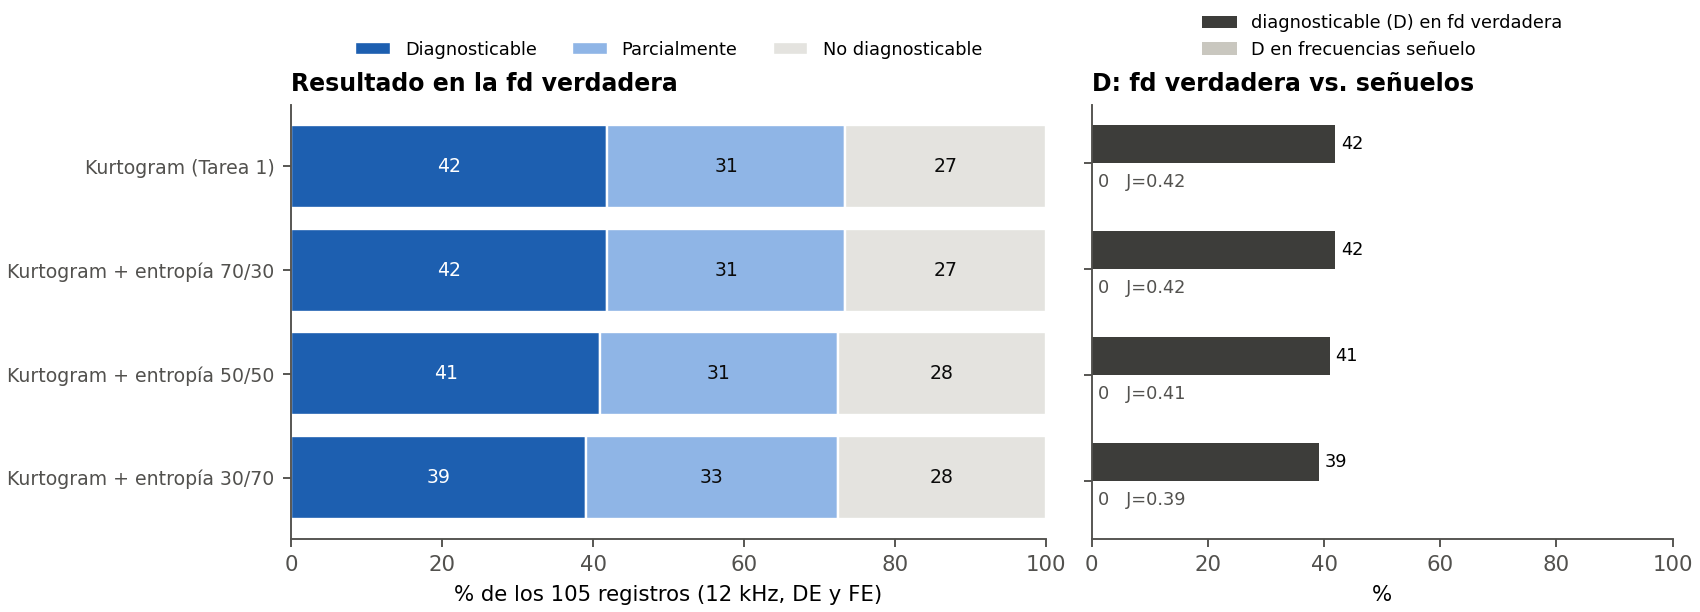 Diagnosticable Parcialmente No diagnosticable
Resultado en la fd verdadera
Kurtogram (Tarea 1) 42 31 27
Kurtogram + entropía 70/30 42 31 27
Kurtogram + entropía 50/50 41 31 28
Kurtogram + entropía 30/70 39 33 28
0 20 40 60 80 100
% de los 105 registros (12 kHz, DE y FE)
diagnosticable (D) en fd verdadera
D en frecuencias señuelo
D: fd verdadera vs. señuelos
42
0 J=0.42
42
0 J=0.42
41
0 J=0.41
39
0 J=0.39
0 20 40 60 80 100
%